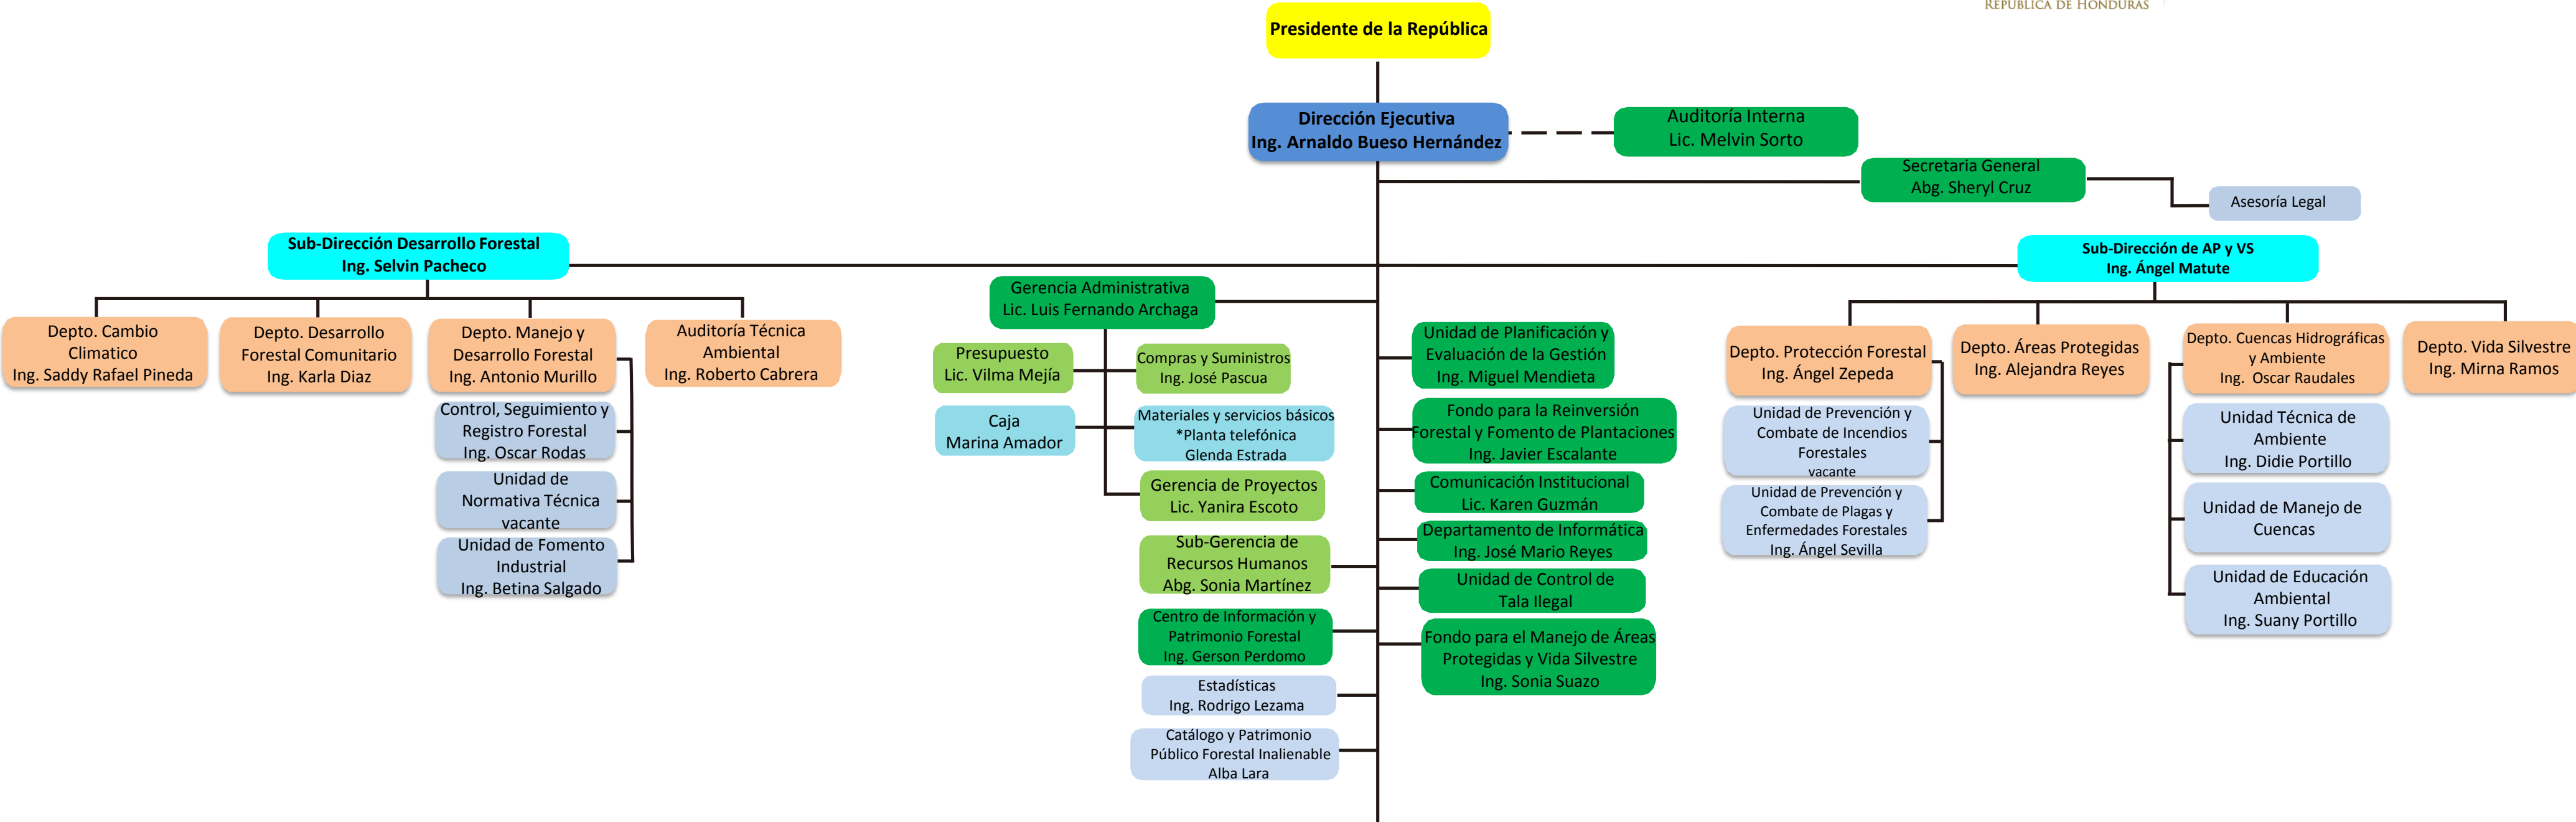 REPÚBLICA DE HONDURAS
Presidente de la República
Dirección Ejecutiva
Ing. Arnaldo Bueso Hernández
Auditoría Interna
Lic. Melvin Sorto
Secretaria General
Abg. Sheryl Cruz
Asesoría Legal
Sub-Dirección Desarrollo Forestal
Ing. Selvin Pacheco
Sub-Dirección de AP y VS
Ing. Ángel Matute
Depto. Cambio
Climatico
Ing. Saddy Rafael Pineda
Depto. Desarrollo
Forestal Comunitario
Ing. Karla Diaz
Depto. Manejo y
Desarrollo Forestal
Ing. Antonio Murillo
Auditoría Técnica
Ambiental
Ing. Roberto Cabrera
Control, Seguimiento y
Registro Forestal
Ing. Oscar Rodas
Unidad de
Normativa Técnica
vacante
Unidad de Fomento
Industrial
Ing. Betina Salgado
Gerencia Administrativa
Lic. Luis Fernando Archaga
Presupuesto
Lic. Vilma Mejía
Compras y Suministros
Ing. José Pascua
Caja
Marina Amador
Materiales y servicios básicos
*Planta telefónica
Glenda Estrada
Gerencia de Proyectos
Lic. Yanira Escoto
Sub-Gerencia de
Recursos Humanos
Abg. Sonia Martínez
Centro de Información y
Patrimonio Forestal
Ing. Gerson Perdomo
Estadísticas
Ing. Rodrigo Lezama
Catálogo y Patrimonio
Público Forestal Inalienable
Alba Lara
Unidad de Planificación y
Evaluación de la Gestión
Ing. Miguel Mendieta
Fondo para la Reinversión
Forestal y Fomento de Plantaciones
Ing. Javier Escalante
Comunicación Institucional
Lic. Karen Guzmán
Departamento de Informática
Ing. José Mario Reyes
Unidad de Control de
Tala Ilegal
Fondo para el Manejo de Áreas
Protegidas y Vida Silvestre
Ing. Sonia Suazo
Depto. Protección Forestal
Ing. Ángel Zepeda
Depto. Áreas Protegidas
Ing. Alejandra Reyes
Depto. Cuencas Hidrográficas
y Ambiente
Ing. Oscar Raudales
Depto. Vida Silvestre
Ing. Mirna Ramos
Unidad de Prevención y
Combate de Incendios
Forestales
vacante
Unidad de Prevención y
Combate de Plagas y
Enfermedades Forestales
Ing. Ángel Sevilla
Unidad Técnica de
Ambiente
Ing. Didie Portillo
Unidad de Manejo de
Cuencas
Unidad de Educación
Ambiental
Ing. Suany Portillo